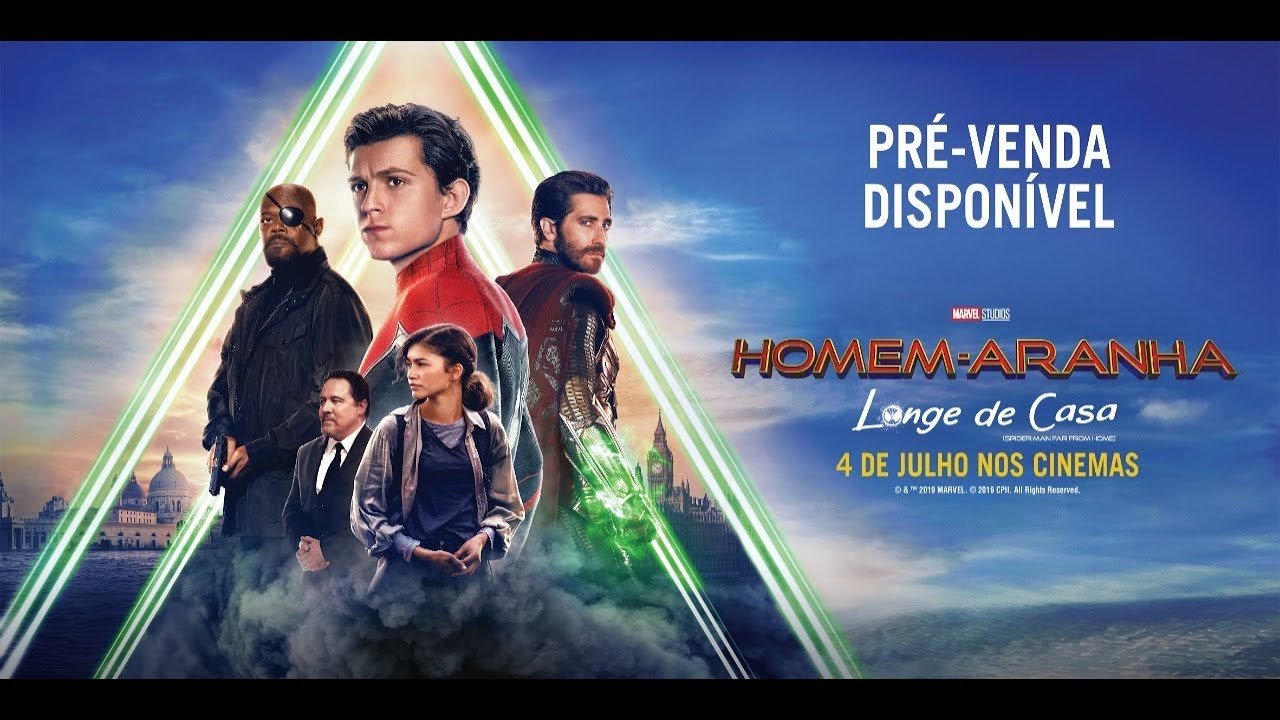 PRÉ-VENDA
DISPONÍVEL
MARVEL STUDIOS
HOMEM-ARANHA
Longe de Casa
(SPIDER-MAN FAR FROM HOME)
4 DE JULHO NOS CINEMAS
© & ™ 2019 MARVEL. © 2019 CPII. All Rights Reserved.